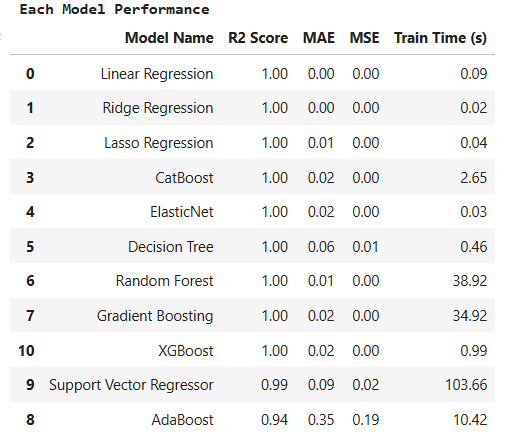 Each Model Performance
Model Name R2 Score MAE MSE Train Time (s)
0 Linear Regression 1.00 0.00 0.00 0.09
1 Ridge Regression 1.00 0.00 0.00 0.02
2 Lasso Regression 1.00 0.01 0.00 0.04
3 CatBoost 1.00 0.02 0.00 2.65
4 ElasticNet 1.00 0.02 0.00 0.03
5 Decision Tree 1.00 0.06 0.01 0.46
6 Random Forest 1.00 0.01 0.00 38.92
7 Gradient Boosting 1.00 0.02 0.00 34.92
10 XGBoost 1.00 0.02 0.00 0.99
9 Support Vector Regressor 0.99 0.09 0.02 103.66
8 AdaBoost 0.94 0.35 0.19 10.42